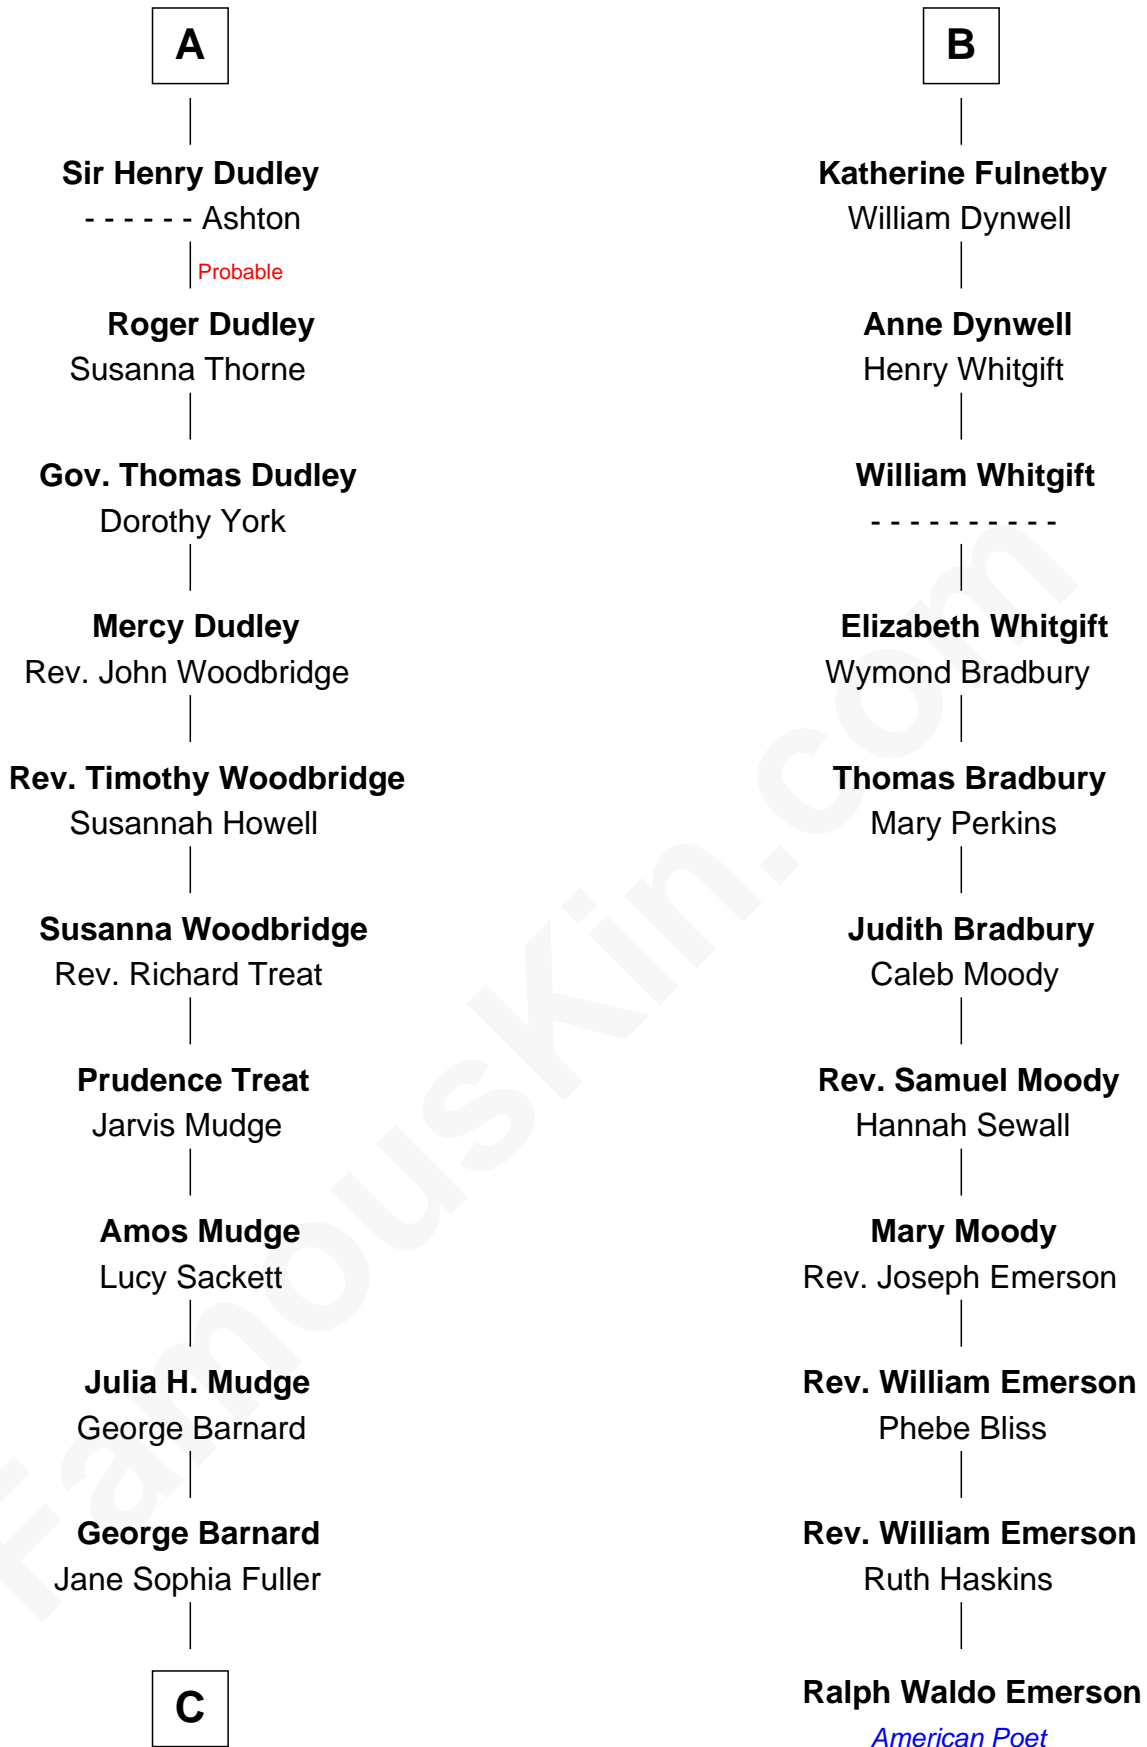 A
Sir Henry Dudley
- - - - - - Ashton
Probable
Roger Dudley
Susanna Thorne
Gov. Thomas Dudley
Dorothy York
Mercy Dudley
Rev. John Woodbridge
Rev. Timothy Woodbridge
Susannah Howell
Susanna Woodbridge
Rev. Richard Treat
Prudence Treat
Jarvis Mudge
Amos Mudge
Lucy Sackett
Julia H. Mudge
George Barnard
George Barnard
Jane Sophia Fuller
C
B
Katherine Fulnetby
William Dynwell
Anne Dynwell
Henry Whitgift
William Whitgift
- - - - - - - - - -
Elizabeth Whitgift
Wymond Bradbury
Thomas Bradbury
Mary Perkins
Judith Bradbury
Caleb Moody
Rev. Samuel Moody
Hannah Sewall
Mary Moody
Rev. Joseph Emerson
Rev. William Emerson
Phebe Bliss
Rev. William Emerson
Ruth Haskins
Ralph Waldo Emerson
American Poet
FamousKin.com